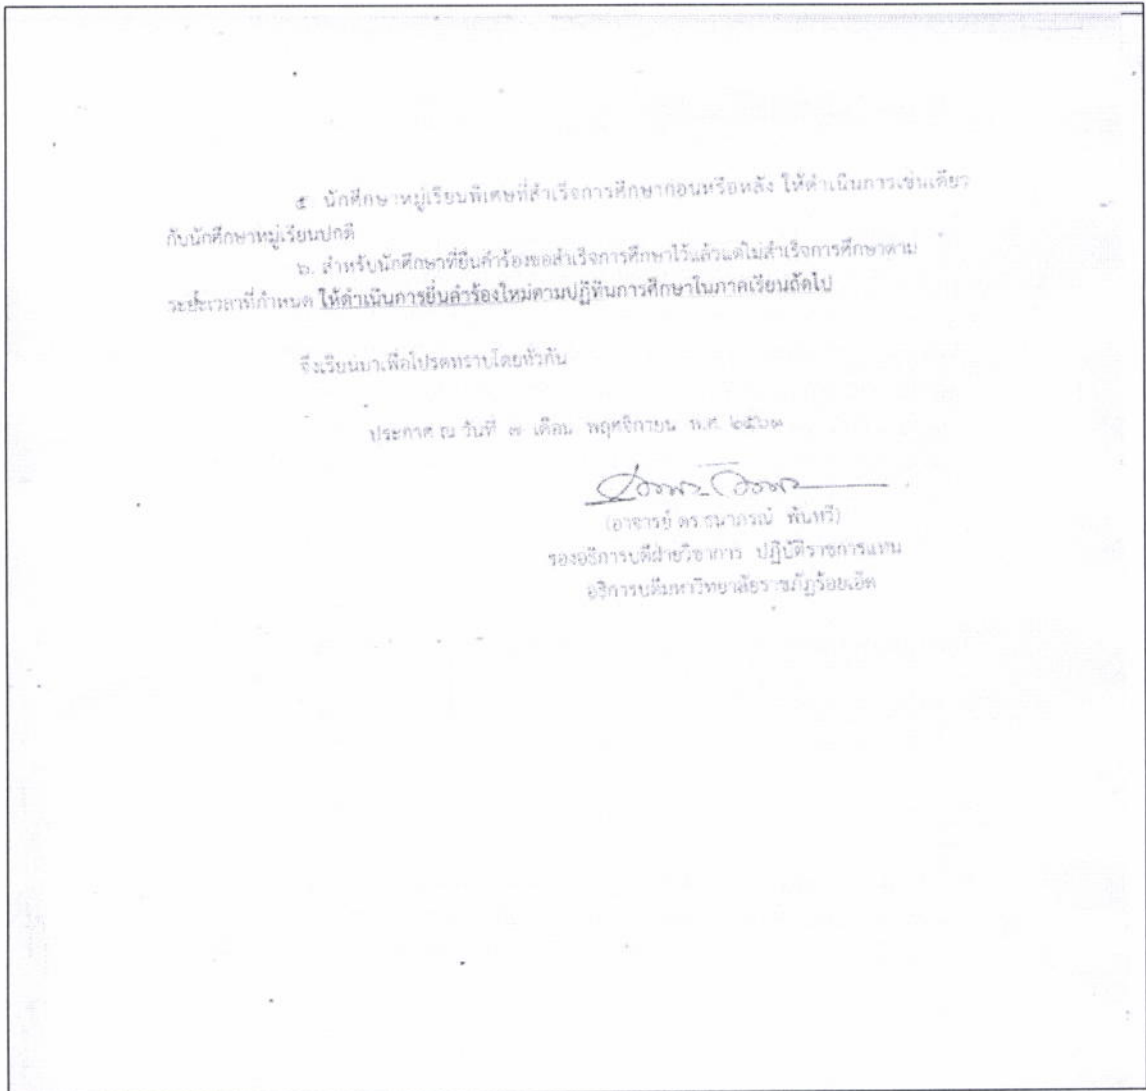 ๕ นักศึกษาหมู่เรียนพิเศษที่สำเร็จการศึกษาก่อนหรือหลัง ให้ดำเนินการเช่นเดียว
กับนักศึกษาหมู่เรียนปกติ
๖. สำหรับนักศึกษาที่ยื่นคำร้องขอสำเร็จการศึกษาไว้แล้วแต่ไม่สำเร็จการศึกษาตาม
ระยะเวลาที่กำหนด ให้ดำเนินการยื่นคำร้องใหม่ตามปฏิทินการศึกษาในภาคเรียนถัดไป
จึงเรียนมาเพื่อโปรดทราบโดยทั่วกัน
ประกาศ ณ วันที่ เดือน พฤศจิกายน พ.ศ.
(อาจารย์ ดร.ธนาภรณ์ พันทวี)
รองอธิการบดีฝ่ายวิชาการ ปฏิบัติราชการแทน
อธิการบดีมหาวิทยาลัยราชภัฏร้อยเอ็ด